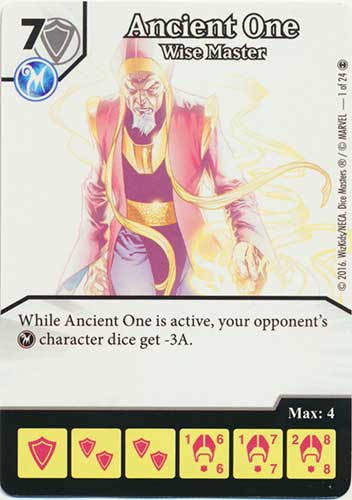 7
Ancient One
Wise Master
© 2016. WizKids/NECA. Dice Masters ® / © MARVEL — 1 of 24
While Ancient One is active, your opponent's
character dice get -3A.
Max: 4
1 6
6
1 7
7
2 8
8